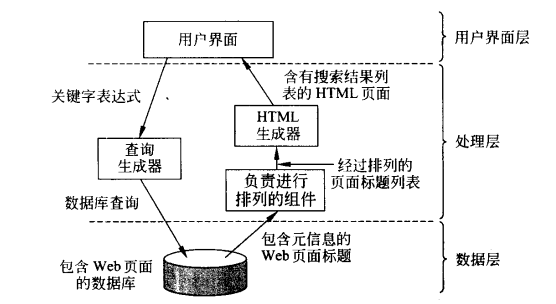 用户界面
用户界面层
关键字表达式
含有搜索结果列
表的 HTML 页面
HTML
生成器
处理层
查询
生成器
经过排列的
页面标题列表
负责进行
排列的组件
数据库查询
包含元信息的
Web 页面标题
数据层
包含 Web 页面
的数据库